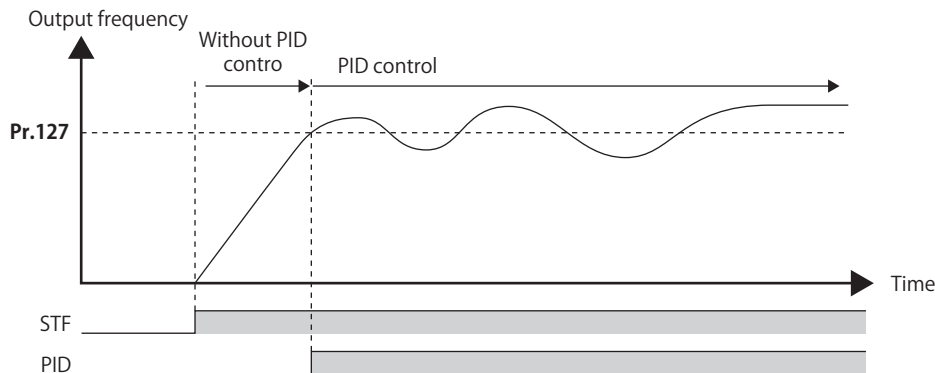 Output frequency
Without PID
contro
PID control
Pr.127
Time
STF
PID